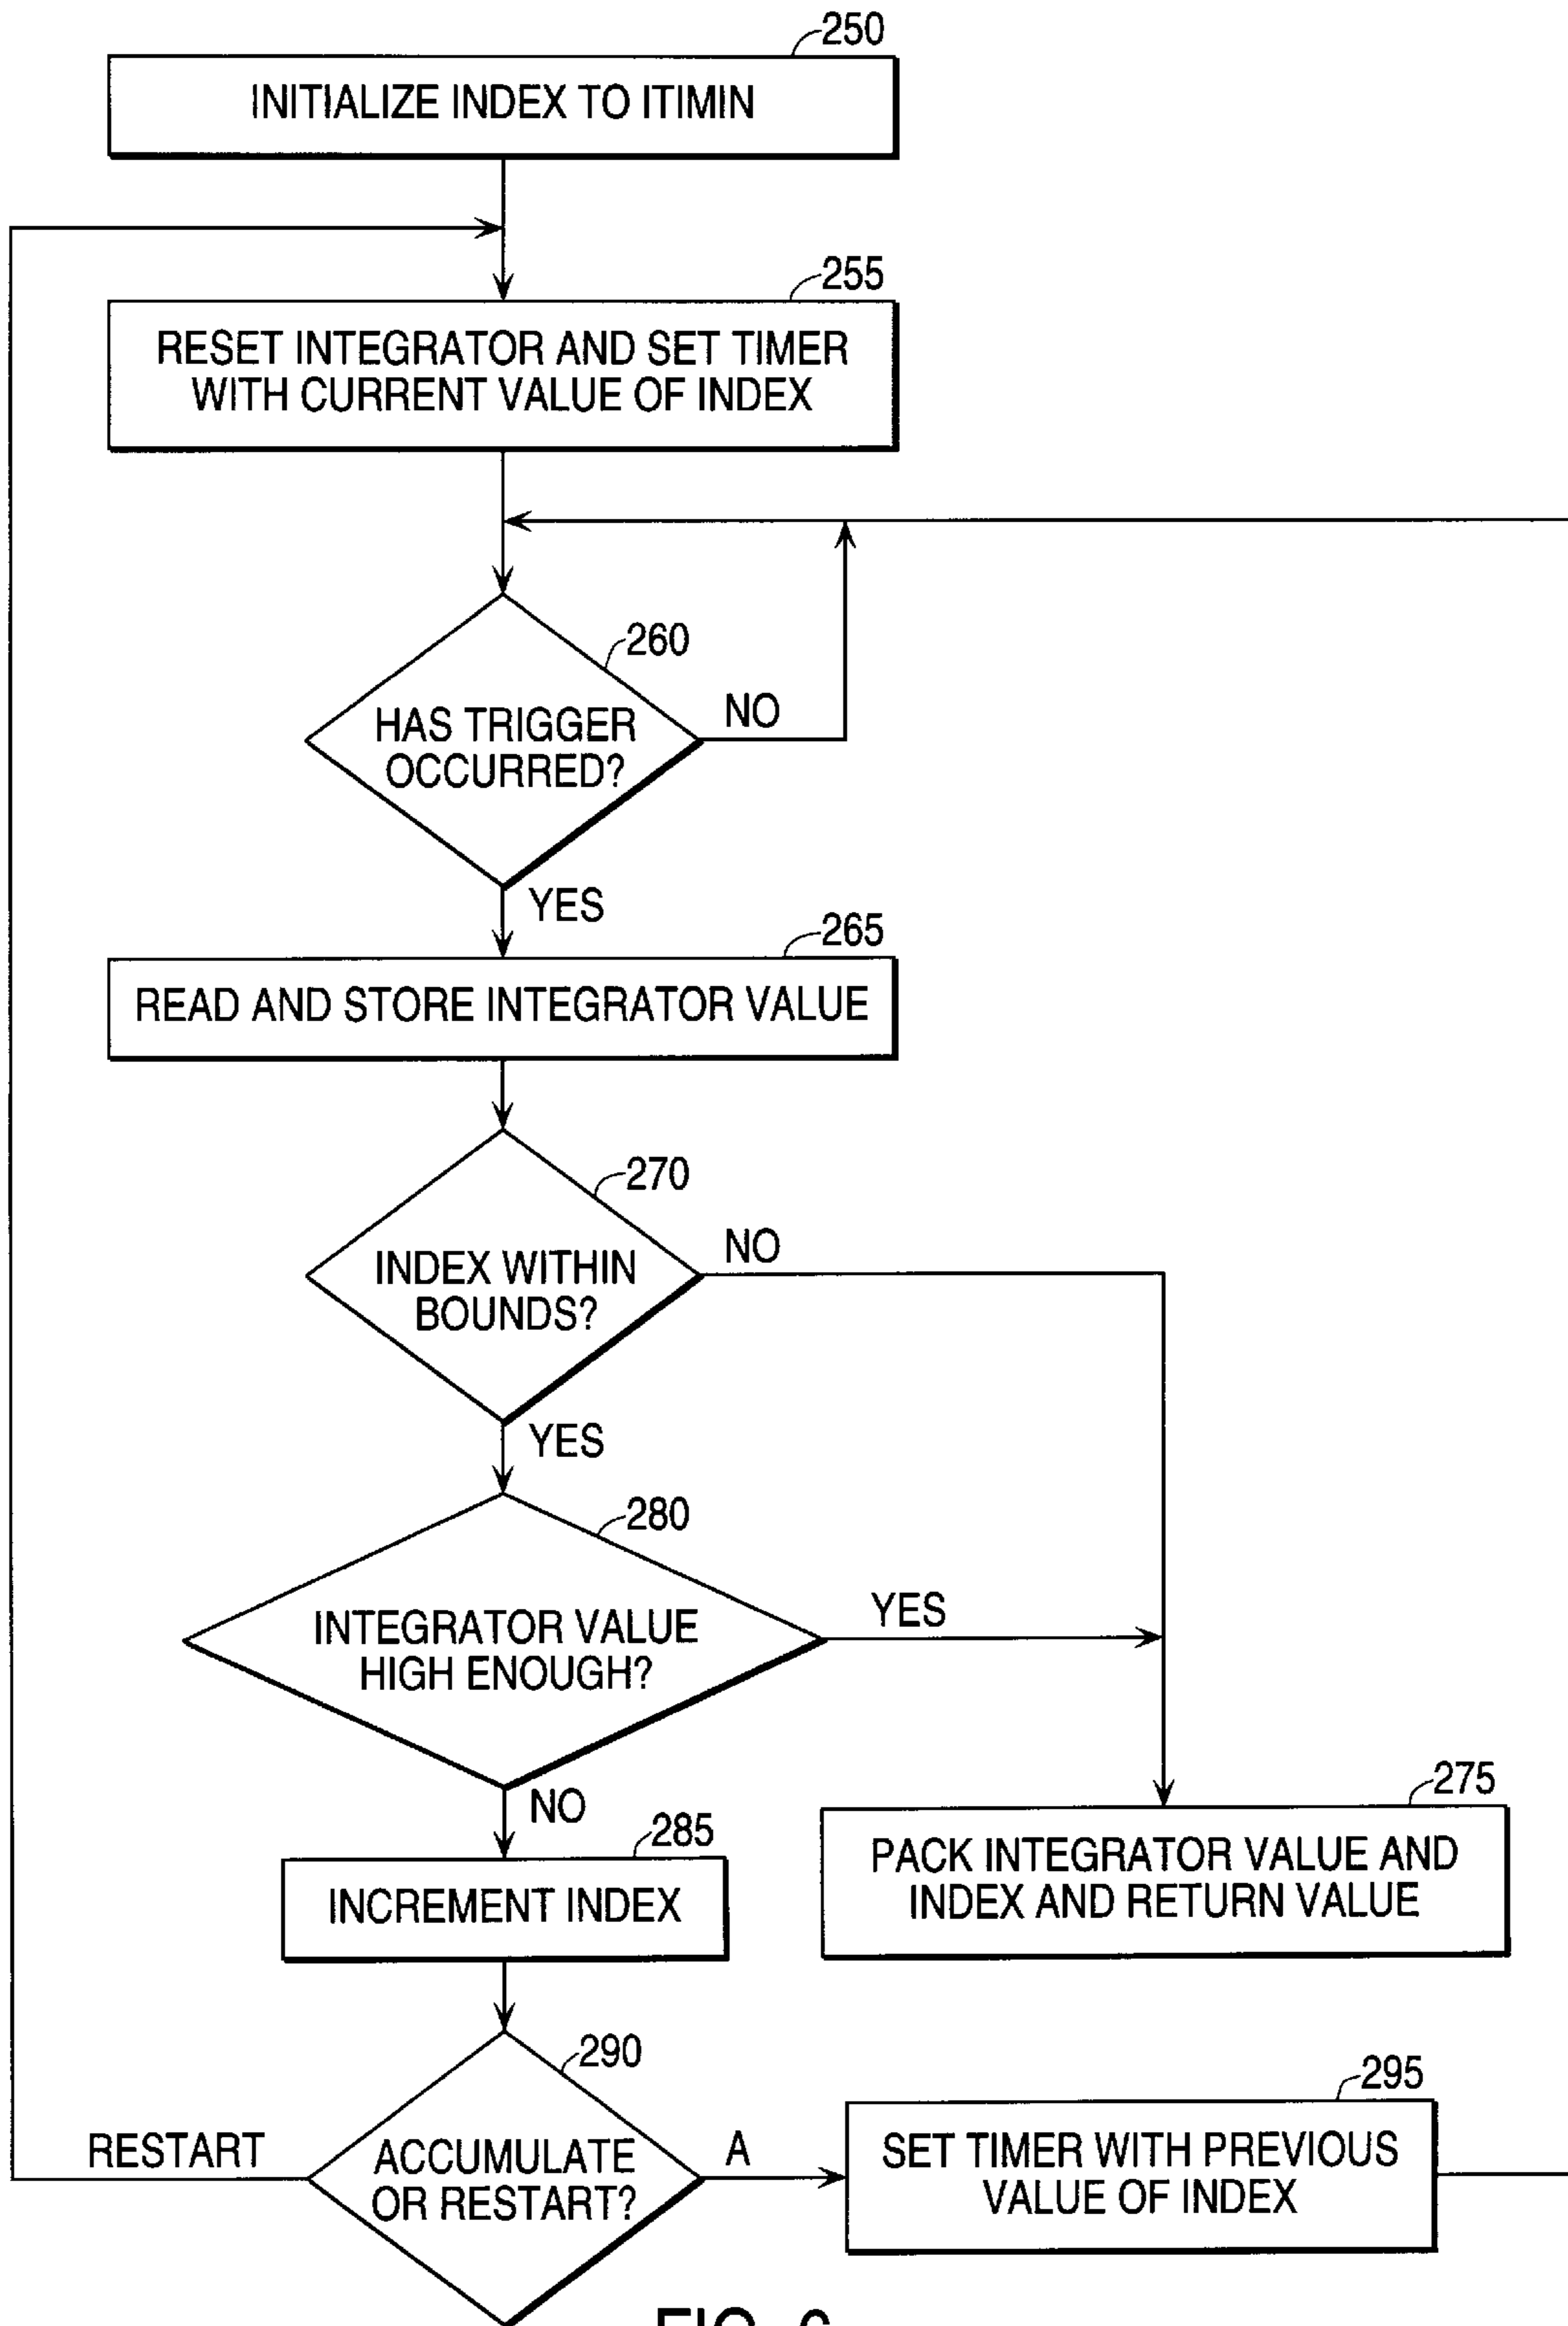 250
INITIALIZE INDEX TO ITIMIN
255
RESET INTEGRATOR AND SET TIMER
WITH CURRENT VALUE OF INDEX
260
HAS TRIGGER
OCCURRED?
NO
YES
265
READ AND STORE INTEGRATOR VALUE
270
INDEX WITHIN
BOUNDS?
NO
YES
280
INTEGRATOR VALUE
HIGH ENOUGH?
YES
NO
275
PACK INTEGRATOR VALUE AND
INDEX AND RETURN VALUE
285
INCREMENT INDEX
290
ACCUMULATE
OR RESTART?
RESTART
A
295
SET TIMER WITH PREVIOUS
VALUE OF INDEX